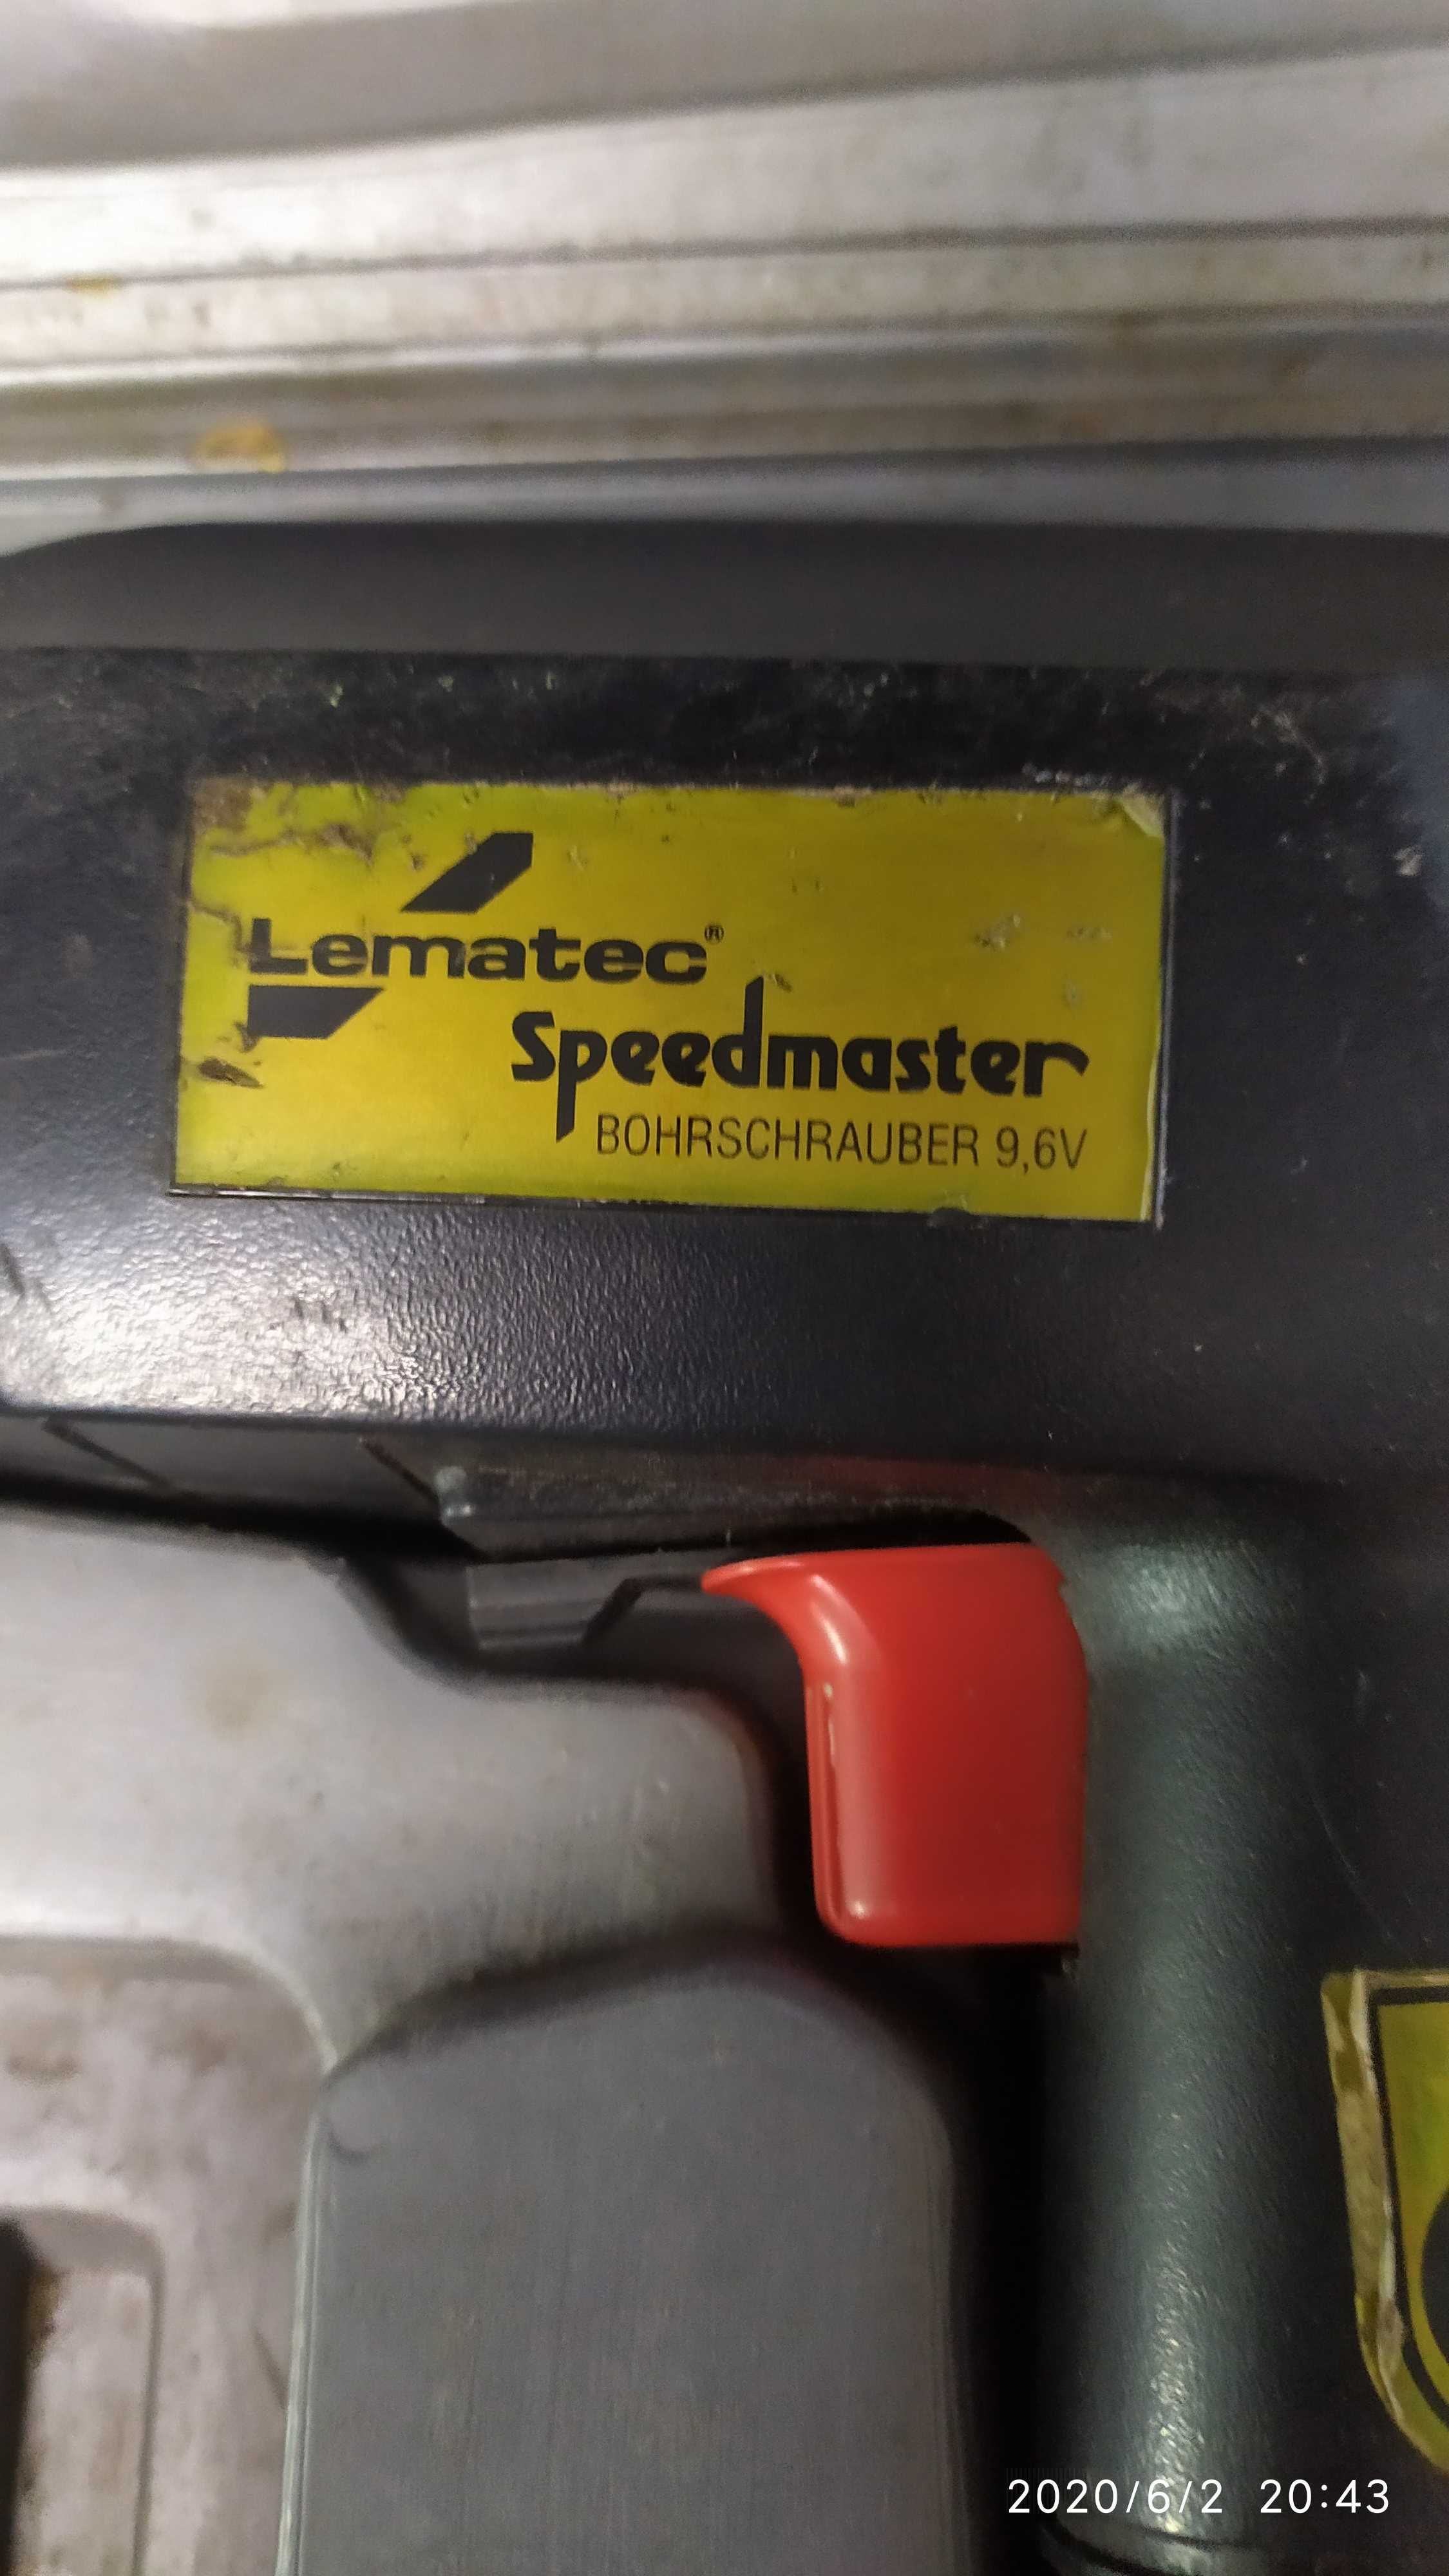 Lematec®
Speedmaster
BOHRSCHRAUBER 9,6V
2020/6/2 20:43